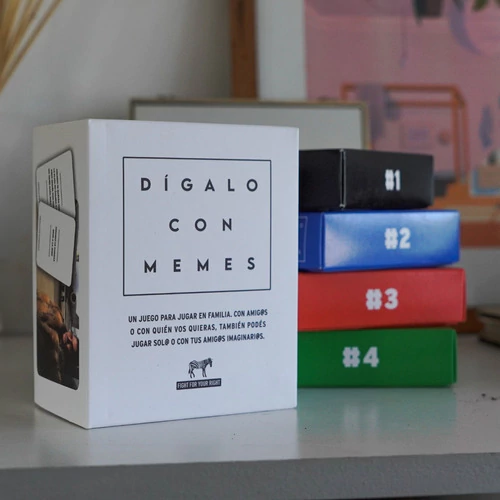 DÍGALO
CON
MEMES
UN JUEGO PARA JUGAR EN FAMILIA. CON AMIG@S
O CON QUIÉN VOS QUIERAS, TAMBIÉN PODÉS
JUGAR SOL@ O CON TUS AMIG@S IMAGINARI@S.
FIGHT FOR YOUR RIGHT
#1
#2
#3
#4